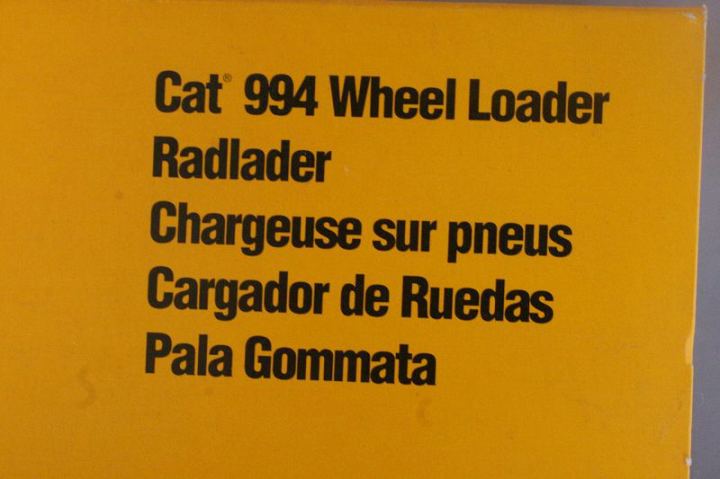 Cat® 994 Wheel Loader
Radlader
Chargeuse sur pneus
Cargador de Ruedas
Pala Gommata